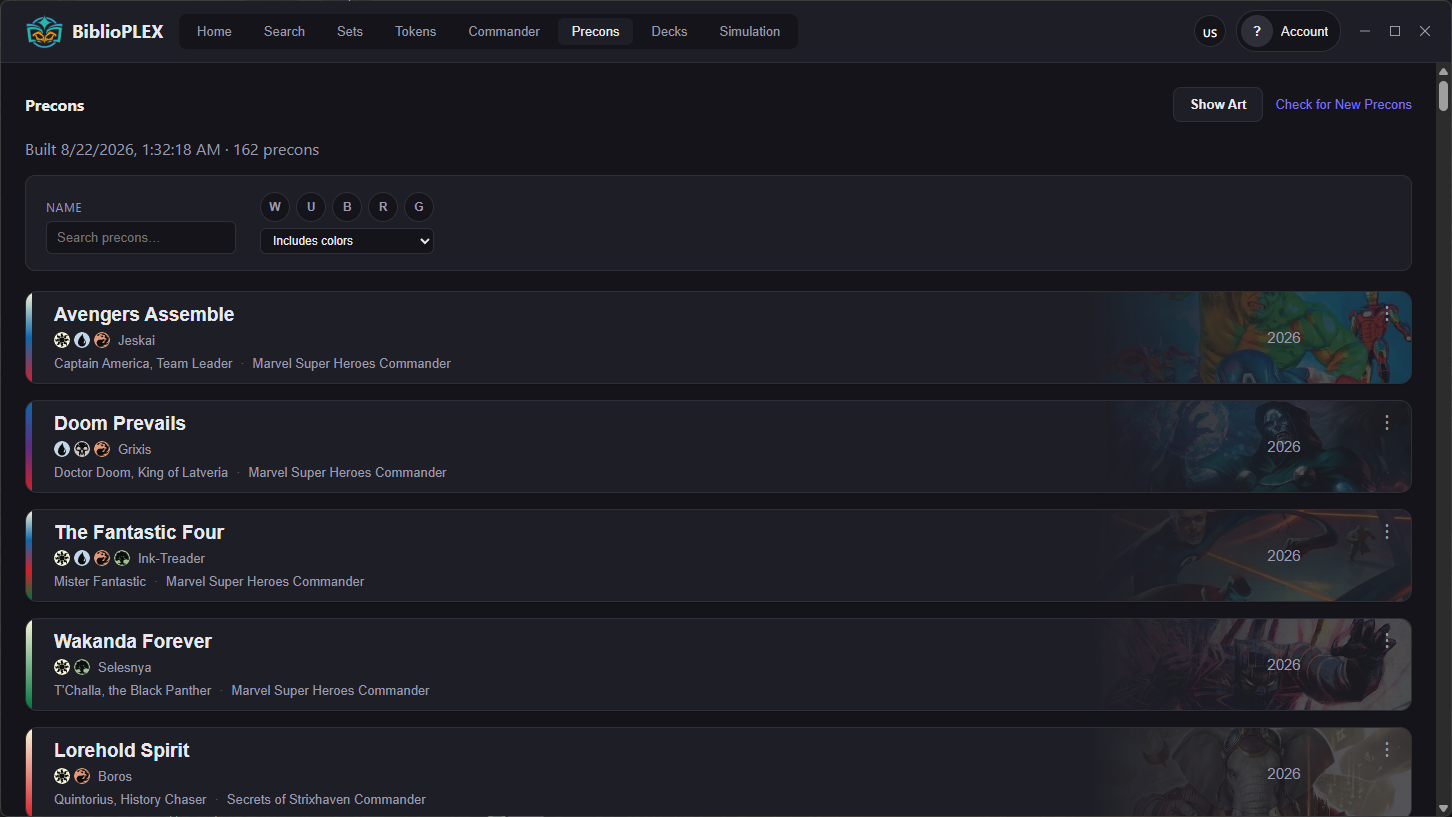 BiblioPLEX Home Search Sets Tokens Commander Precons Decks Simulation US ? Account
Precons Show Art Check for New Precons
Built 8/22/2026, 1:32:18 AM · 162 precons
NAME W U B R G
Search precons... Includes colors
Avengers Assemble
Jeskai 2026
Captain America, Team Leader · Marvel Super Heroes Commander
Doom Prevails
Grixis 2026
Doctor Doom, King of Latveria · Marvel Super Heroes Commander
The Fantastic Four
Ink-Treader 2026
Mister Fantastic · Marvel Super Heroes Commander
Wakanda Forever
Selesnya 2026
T'Challa, the Black Panther · Marvel Super Heroes Commander
Lorehold Spirit
Boros 2026
Quintorius, History Chaser · Secrets of Strixhaven Commander